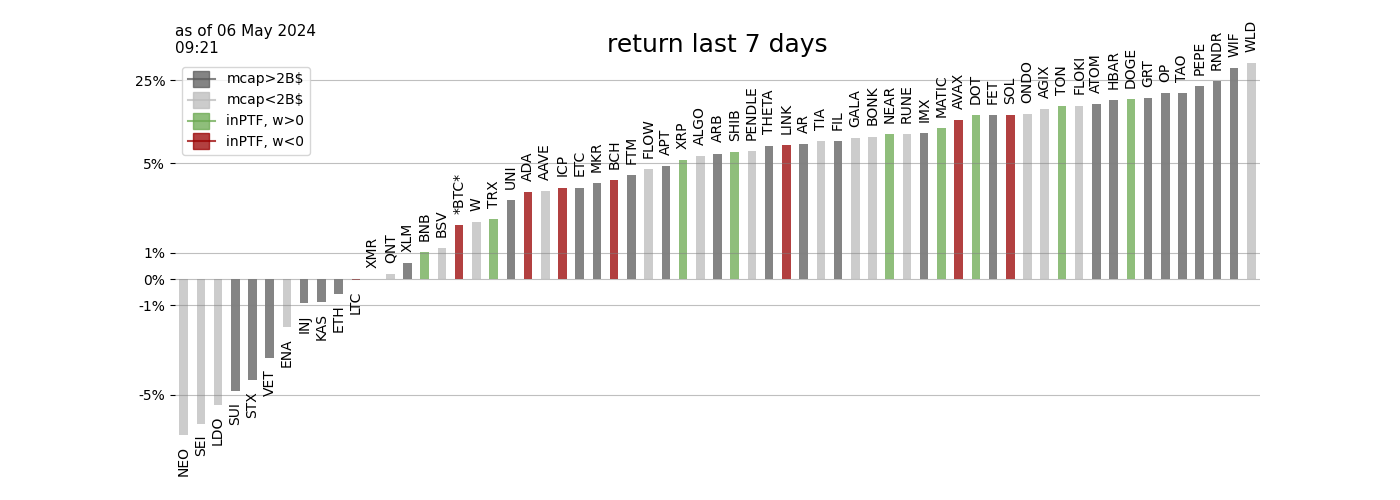 as of 06 May 2024
09:21
return last 7 days
mcap>2B$
mcap<2B$
inPTF, w>0
inPTF, w<0
25%
5%
1%
0%
-1%
-5%
NEO
SEI
LDO
SUI
STX
VET
ENA
INJ
KAS
ETH
LTC
XMR
QNT
XLM
BNB
BSV
*BTC*
W
TRX
UNI
ADA
AAVE
ICP
ETC
MKR
BCH
FTM
FLOW
APT
XRP
ALGO
ARB
SHIB
PENDLE
THETA
LINK
AR
TIA
FIL
GALA
BONK
NEAR
RUNE
IMX
MATIC
AVAX
DOT
FET
SOL
ONDO
AGIX
TON
FLOKI
ATOM
HBAR
DOGE
GRT
OP
TAO
PEPE
RNDR
WIF
WLD